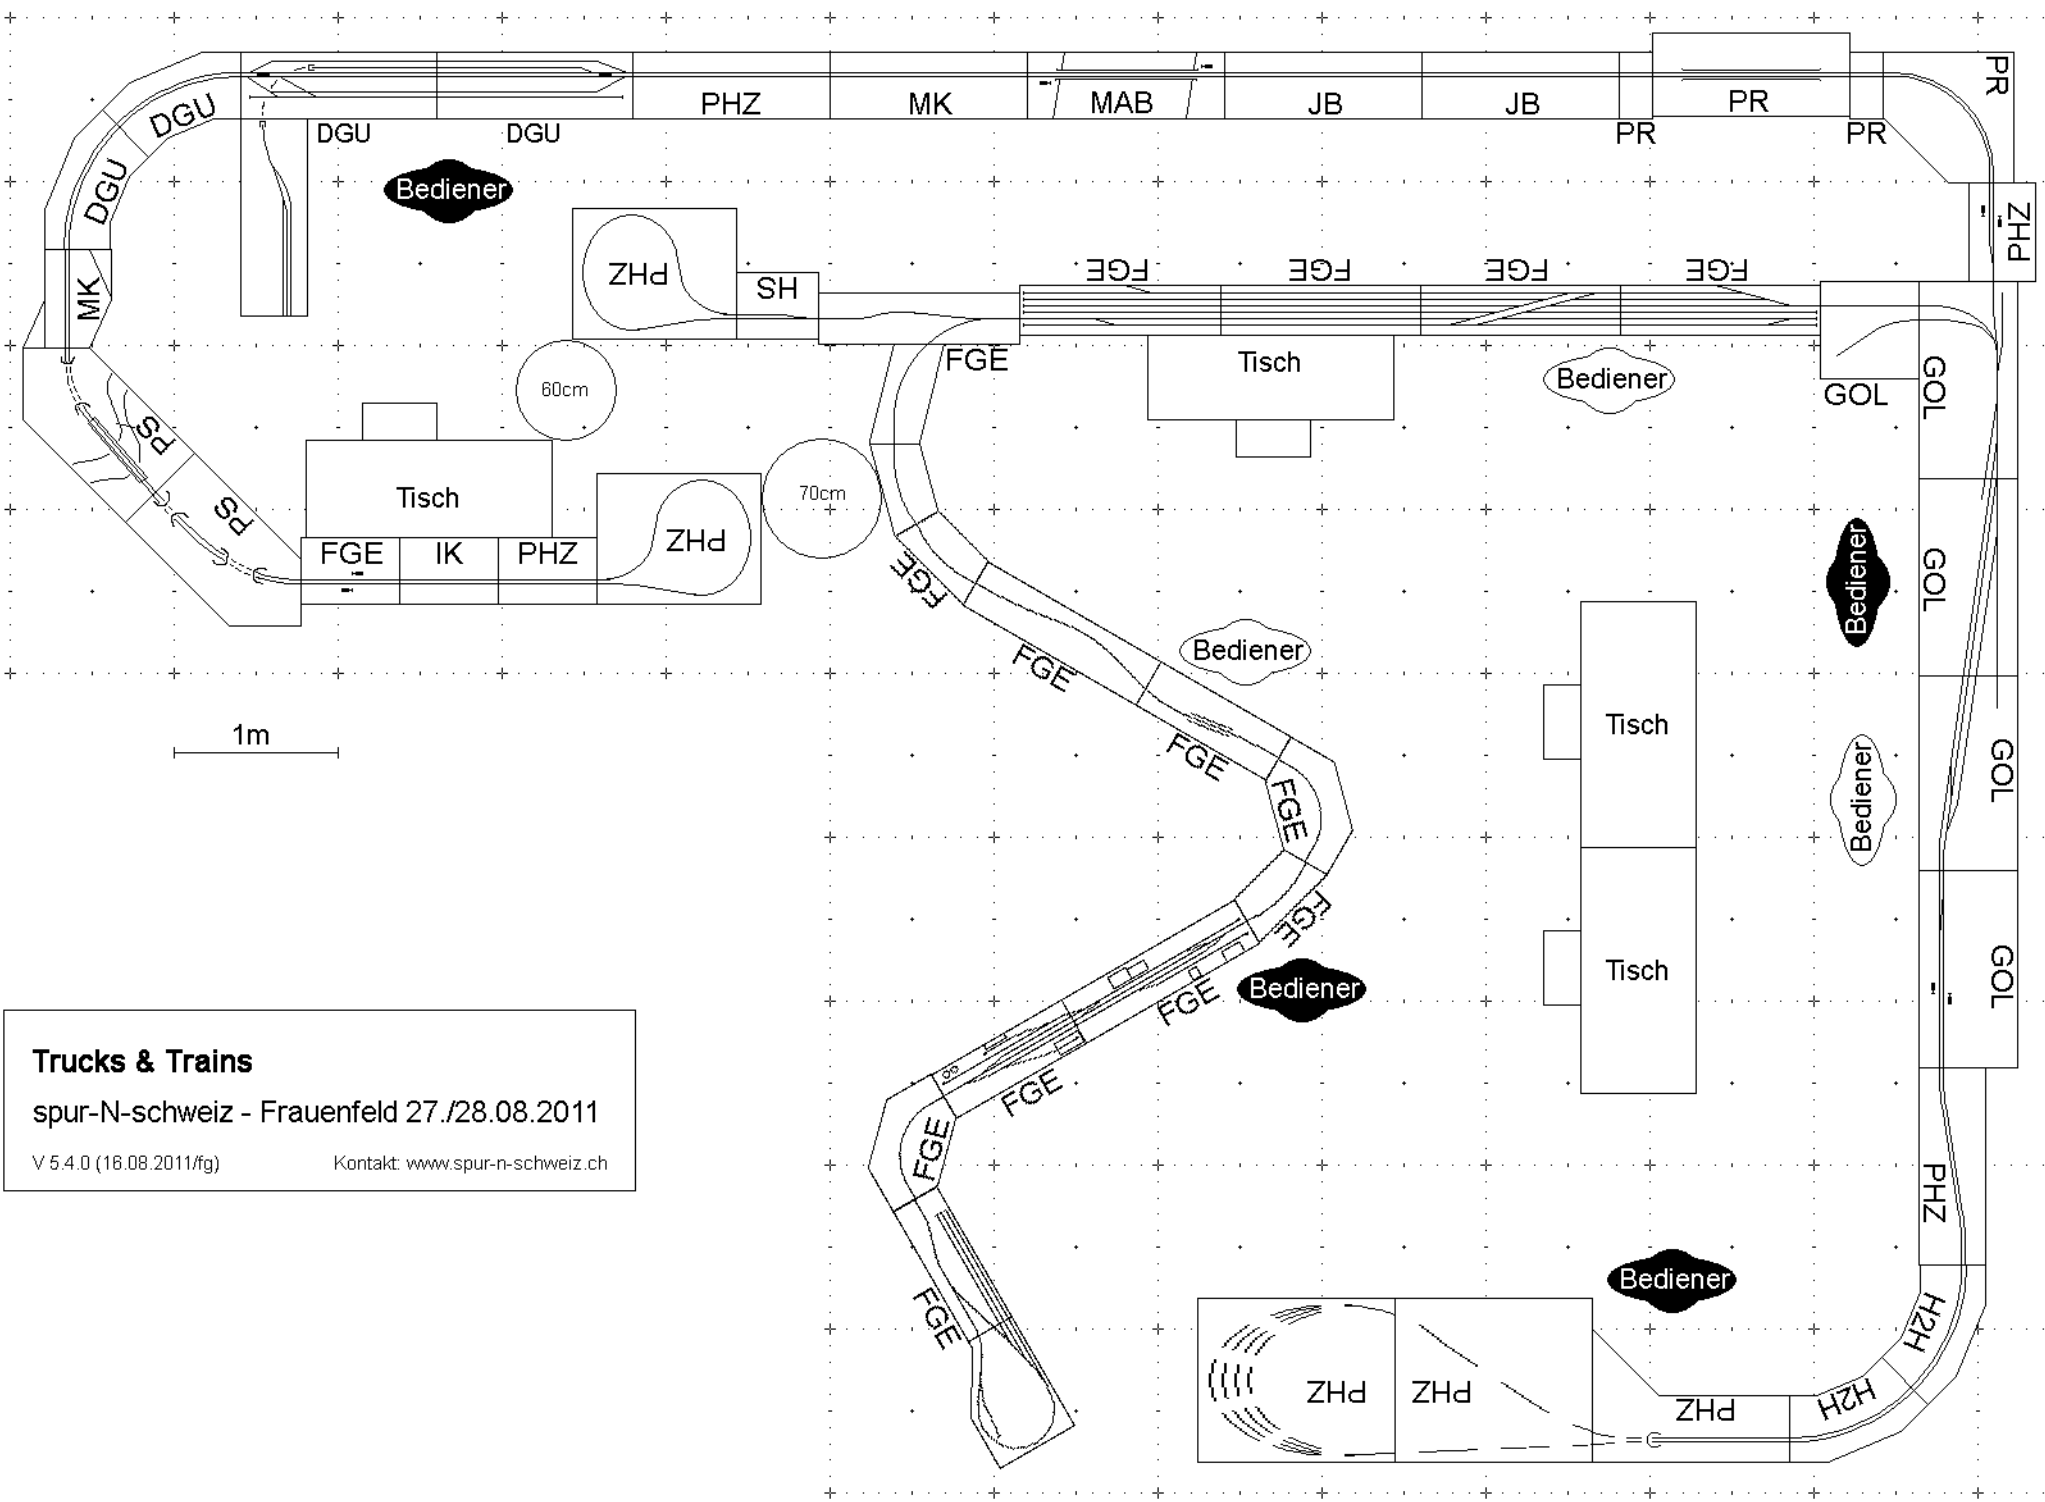 PR
DGU
PHZ
MK
MAB
JB
JB
PR
DGU
DGU
PR
PR
DGU
Bediener
PHZ
FGE
FGE
FGE
FGE
PHZ
SH
MK
FGE
Tisch
Bediener
GOL
GOL
60cm
PS
Tisch
70cm
PS
FGE
IK
PHZ
PHZ
FGE
GOL
Bediener
Bediener
FGE
1m
FGE
Tisch
GOL
Bediener
FGE
FGE
Bediener
Tisch
GOL
FGE
FGE
Trucks & Trains
spur-N-schweiz - Frauenfeld 27./28.08.2011
V 5.4.0 (16.08.2011/fg)
Kontakt: www.spur-n-schweiz.ch
FGE
PHZ
FGE
Bediener
H2H
PHZ
PHZ
PHZ
H2H